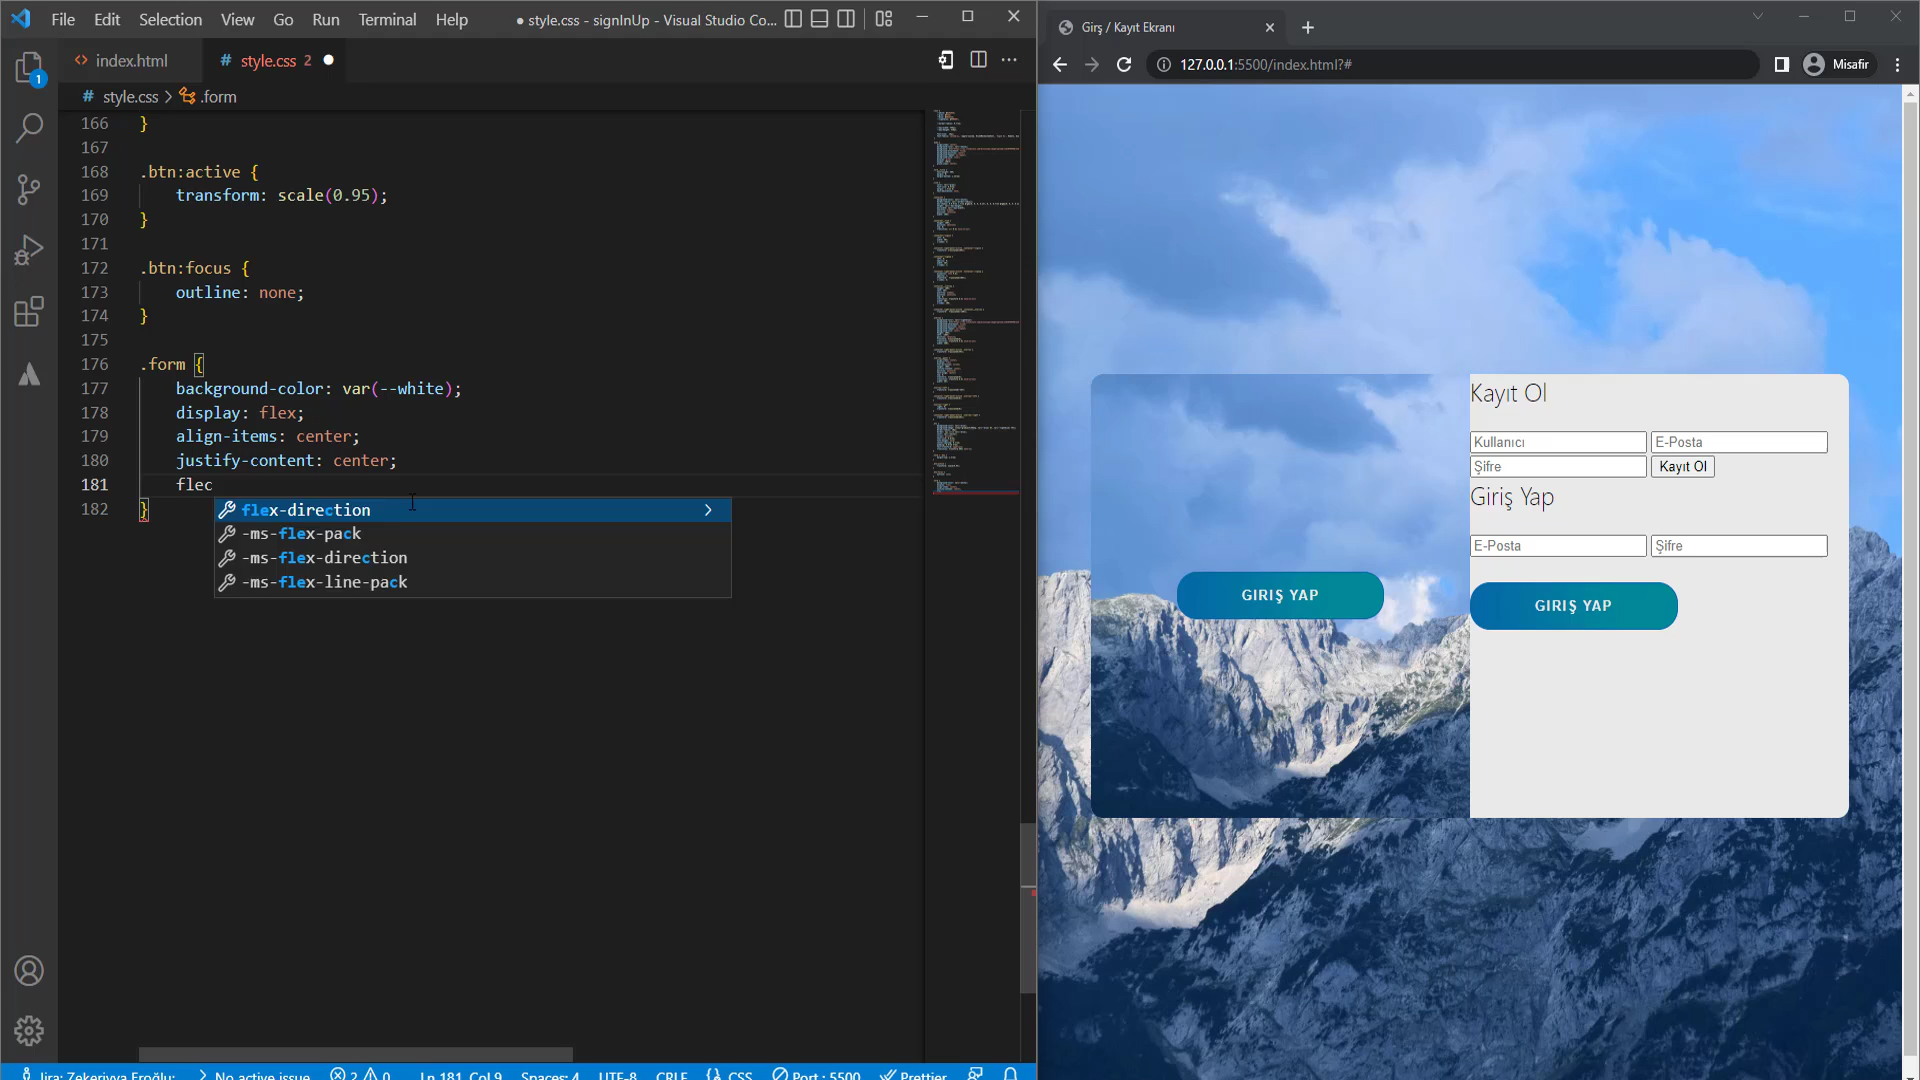 File Edit Selection View Go Run Terminal Help
● style.css - signInUp - Visual Studio Co...
index.html
# style.css 2 ●
# style.css > .form
166 }
167
168 .btn:active {
169 transform: scale(0.95);
170 }
171
172 .btn:focus {
173 outline: none;
174 }
175
176 .form {
177 background-color: var(--white);
178 display: flex;
179 align-items: center;
180 justify-content: center;
181 flec
182 }
flex-direction
-ms-flex-pack
-ms-flex-direction
-ms-flex-line-pack
1
Jira: Zekeriyya Eroğlu: No active issue 2 0 Ln 181, Col 9 Spaces: 4 UTF-8 CRLF {} CSS Port : 5500 Prettier
Girş / Kayıt Ekranı
127.0.0.1:5500/index.html?#
Misafir
GIRIŞ YAP
Kayıt Ol
Kullanıcı E-Posta
Şifre Kayıt Ol
Giriş Yap
E-Posta Şifre
GIRIŞ YAP